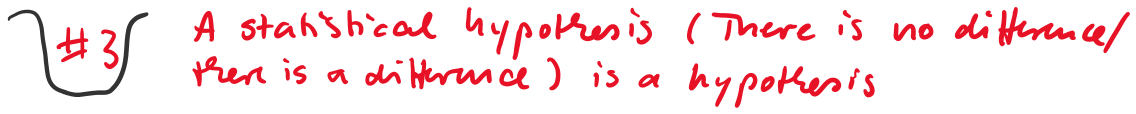 #3
A statistical hypothesis (There is no difference/
there is a difference) is a hypothesis